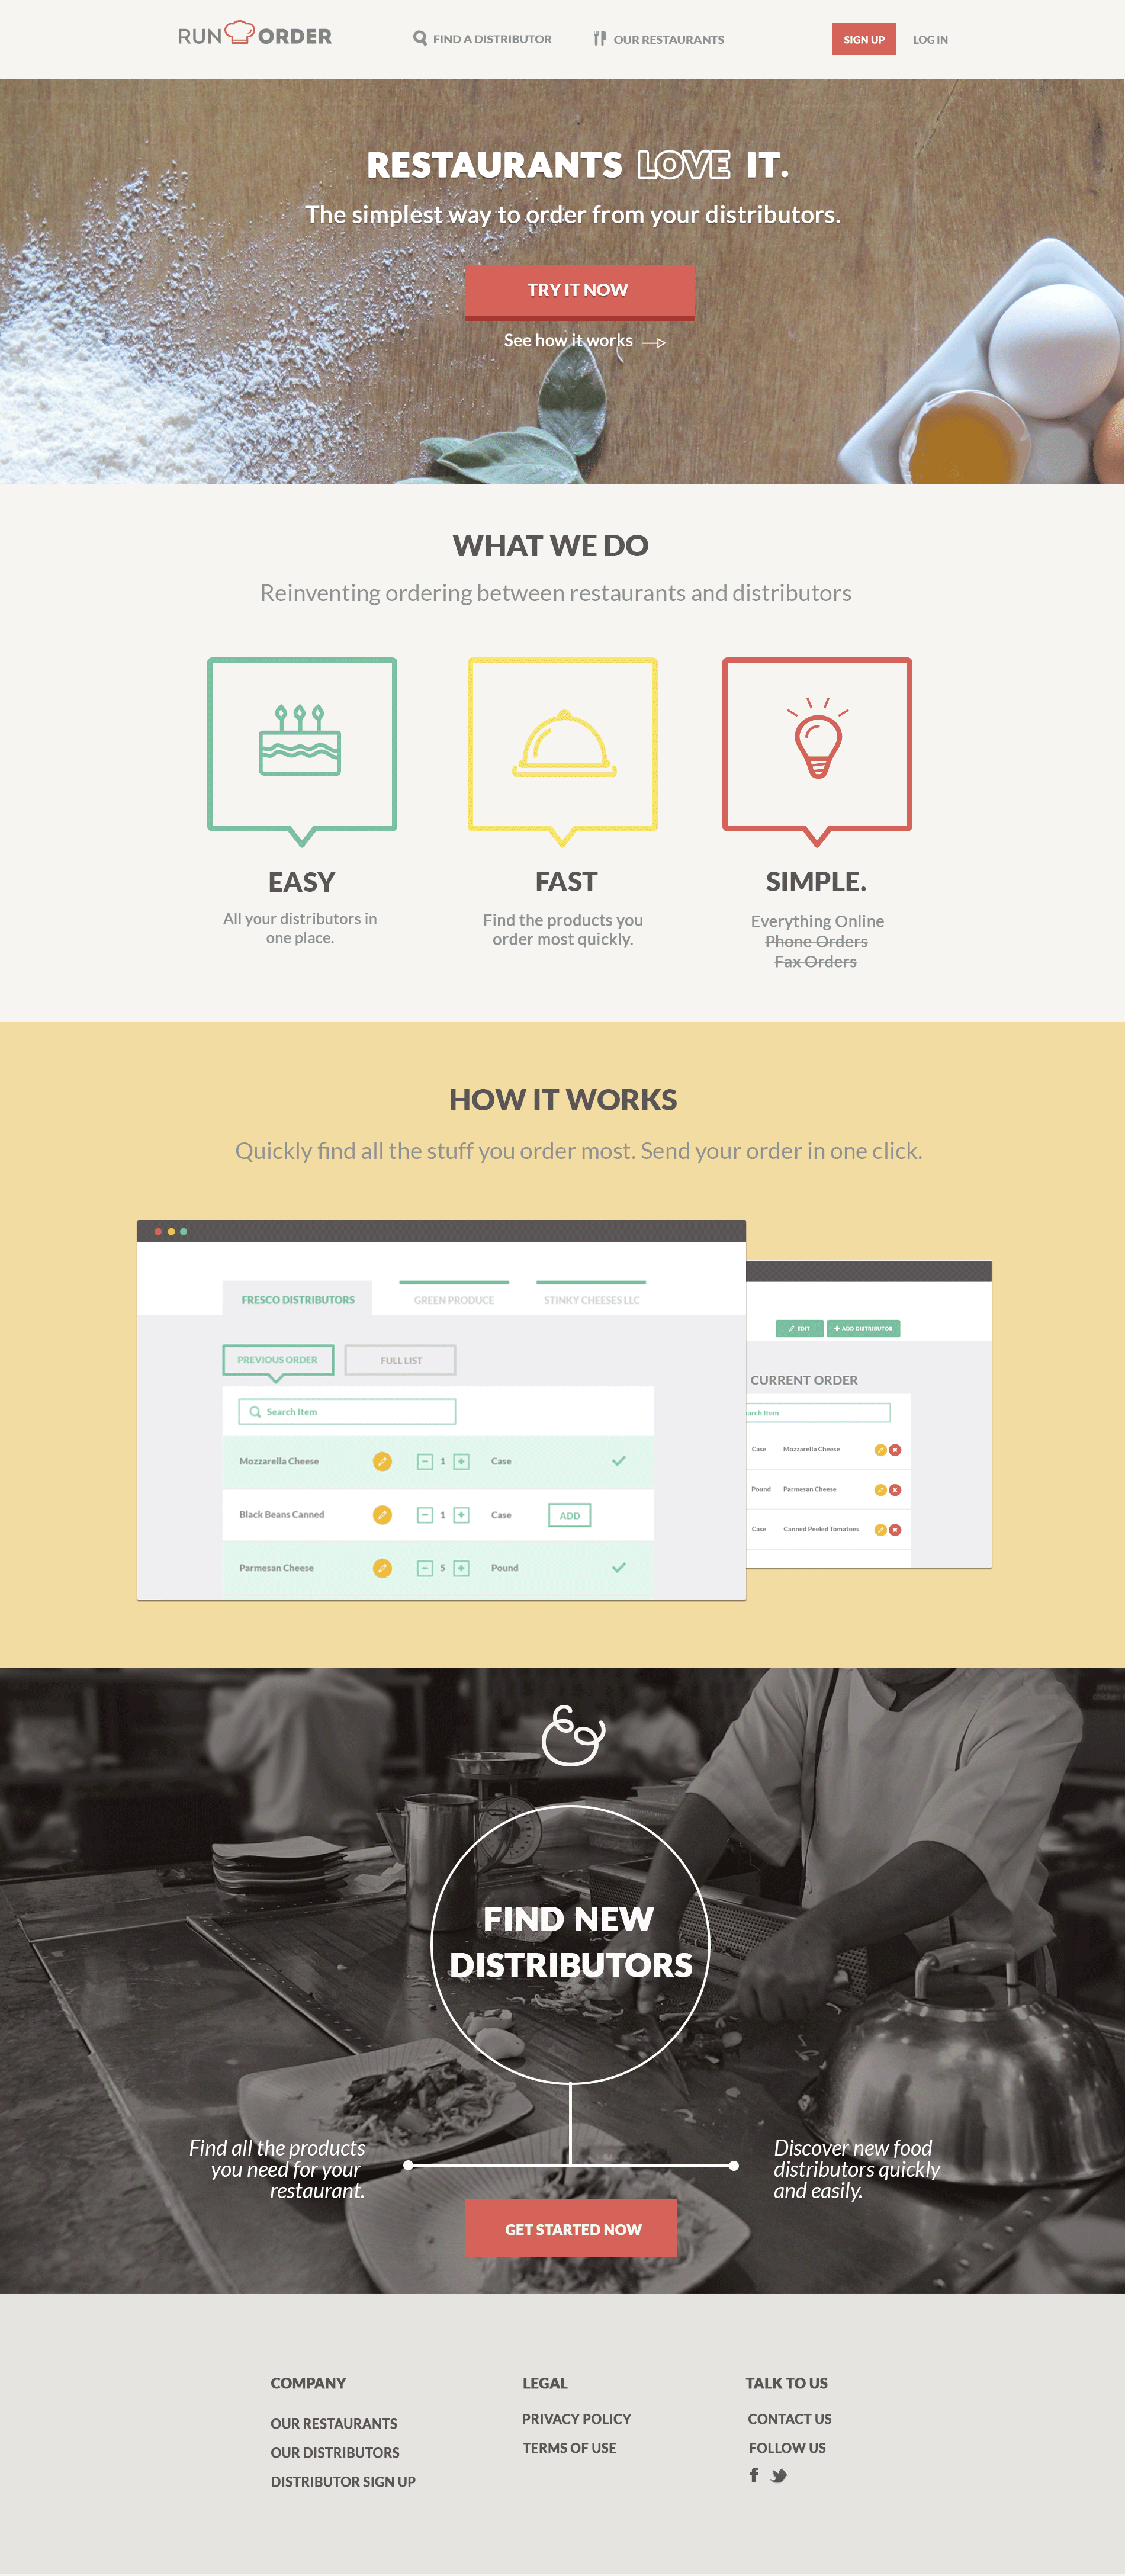 RUN ORDER
FIND A DISTRIBUTOR
OUR RESTAURANTS
SIGN UP
LOG IN
RESTAURANTS LOVE IT.
The simplest way to order from your distributors.
TRY IT NOW
See how it works
WHAT WE DO
Reinventing ordering between restaurants and distributors
EASY
All your distributors in
one place.
FAST
Find the products you
order most quickly.
SIMPLE.
Everything Online
Phone Orders
Fax Orders
HOW IT WORKS
Quickly find all the stuff you order most. Send your order in one click.
FRESCO DISTRIBUTORS
GREEN PRODUCE
STINKY CHEESES LLC
PREVIOUS ORDER
FULL LIST
Search Item
Mozzarella Cheese
1
Case
Black Beans Canned
1
Case
ADD
Parmesan Cheese
5
Pound
EDIT
ADD DISTRIBUTOR
CURRENT ORDER
arch Item
Case Mozzarella Cheese
Pound Parmesan Cheese
Case Canned Peeled Tomatoes
&
FIND NEW
DISTRIBUTORS
Find all the products
you need for your
restaurant.
Discover new food
distributors quickly
and easily.
GET STARTED NOW
COMPANY
OUR RESTAURANTS
OUR DISTRIBUTORS
DISTRIBUTOR SIGN UP
LEGAL
PRIVACY POLICY
TERMS OF USE
TALK TO US
CONTACT US
FOLLOW US